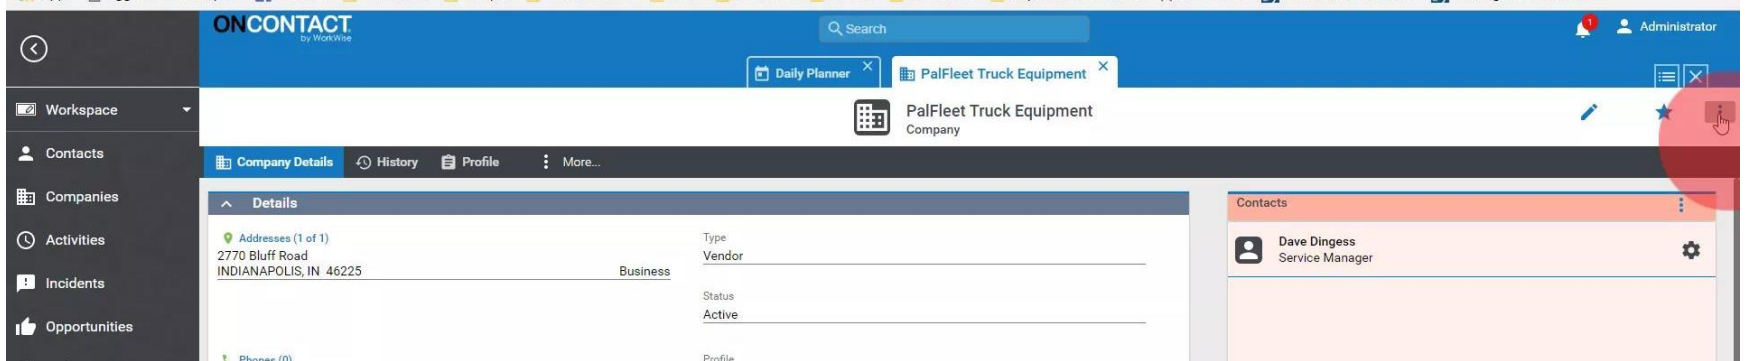 ONCONTACT
by WorkWise
Search
1
Administrator
Daily Planner
PalFleet Truck Equipment
Workspace
PalFleet Truck Equipment
Company
Contacts
Companies
Activities
Incidents
Opportunities
Company Details
History
Profile
More...
Details
Addresses (1 of 1)
2770 Bluff Road
INDIANAPOLIS, IN 46225
Business
Type
Vendor
Status
Active
Phones (0)
Profile
Contacts
Dave Dingess
Service Manager